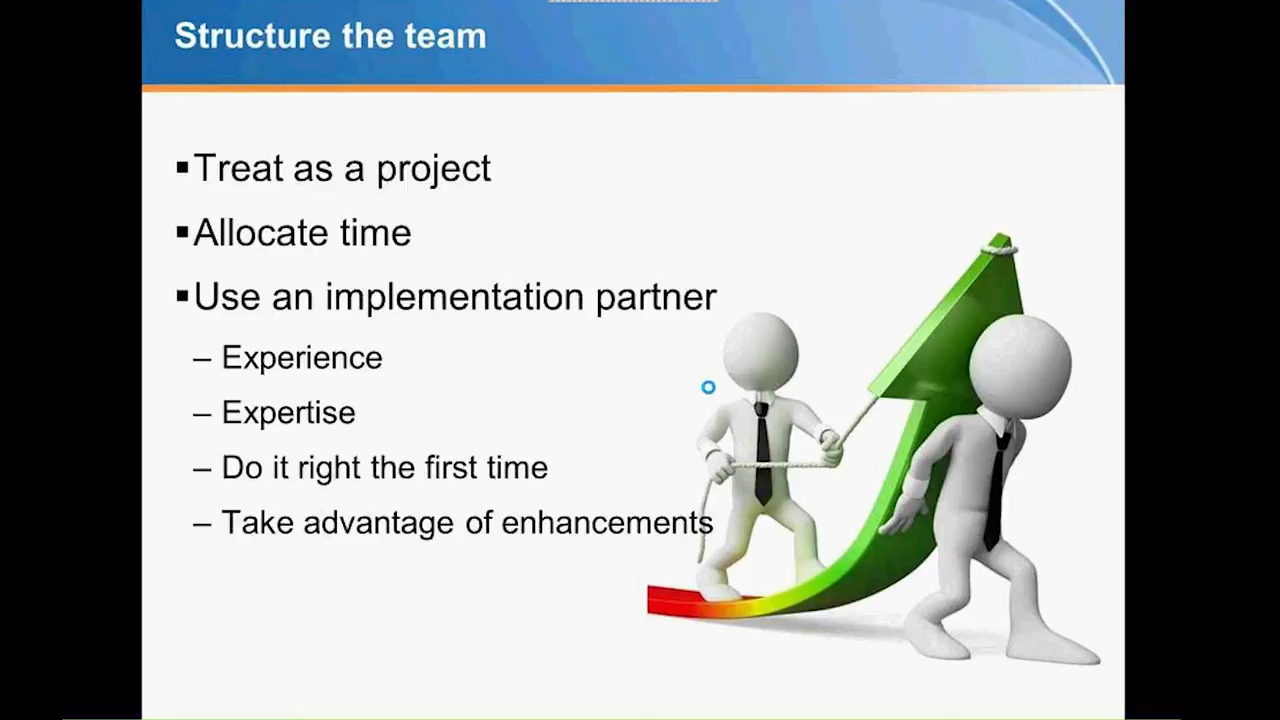 Structure the team
▪Treat as a project
▪Allocate time
▪Use an implementation partner
– Experience
– Expertise
– Do it right the first time
– Take advantage of enhancements